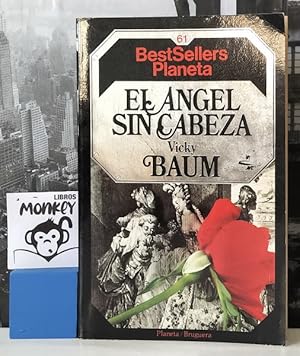 61
BestSellers
Planeta
EL ANGEL
SIN CABEZA
Vicky
BAUM
Planeta / Bruguera
LIBROS
MONKEY